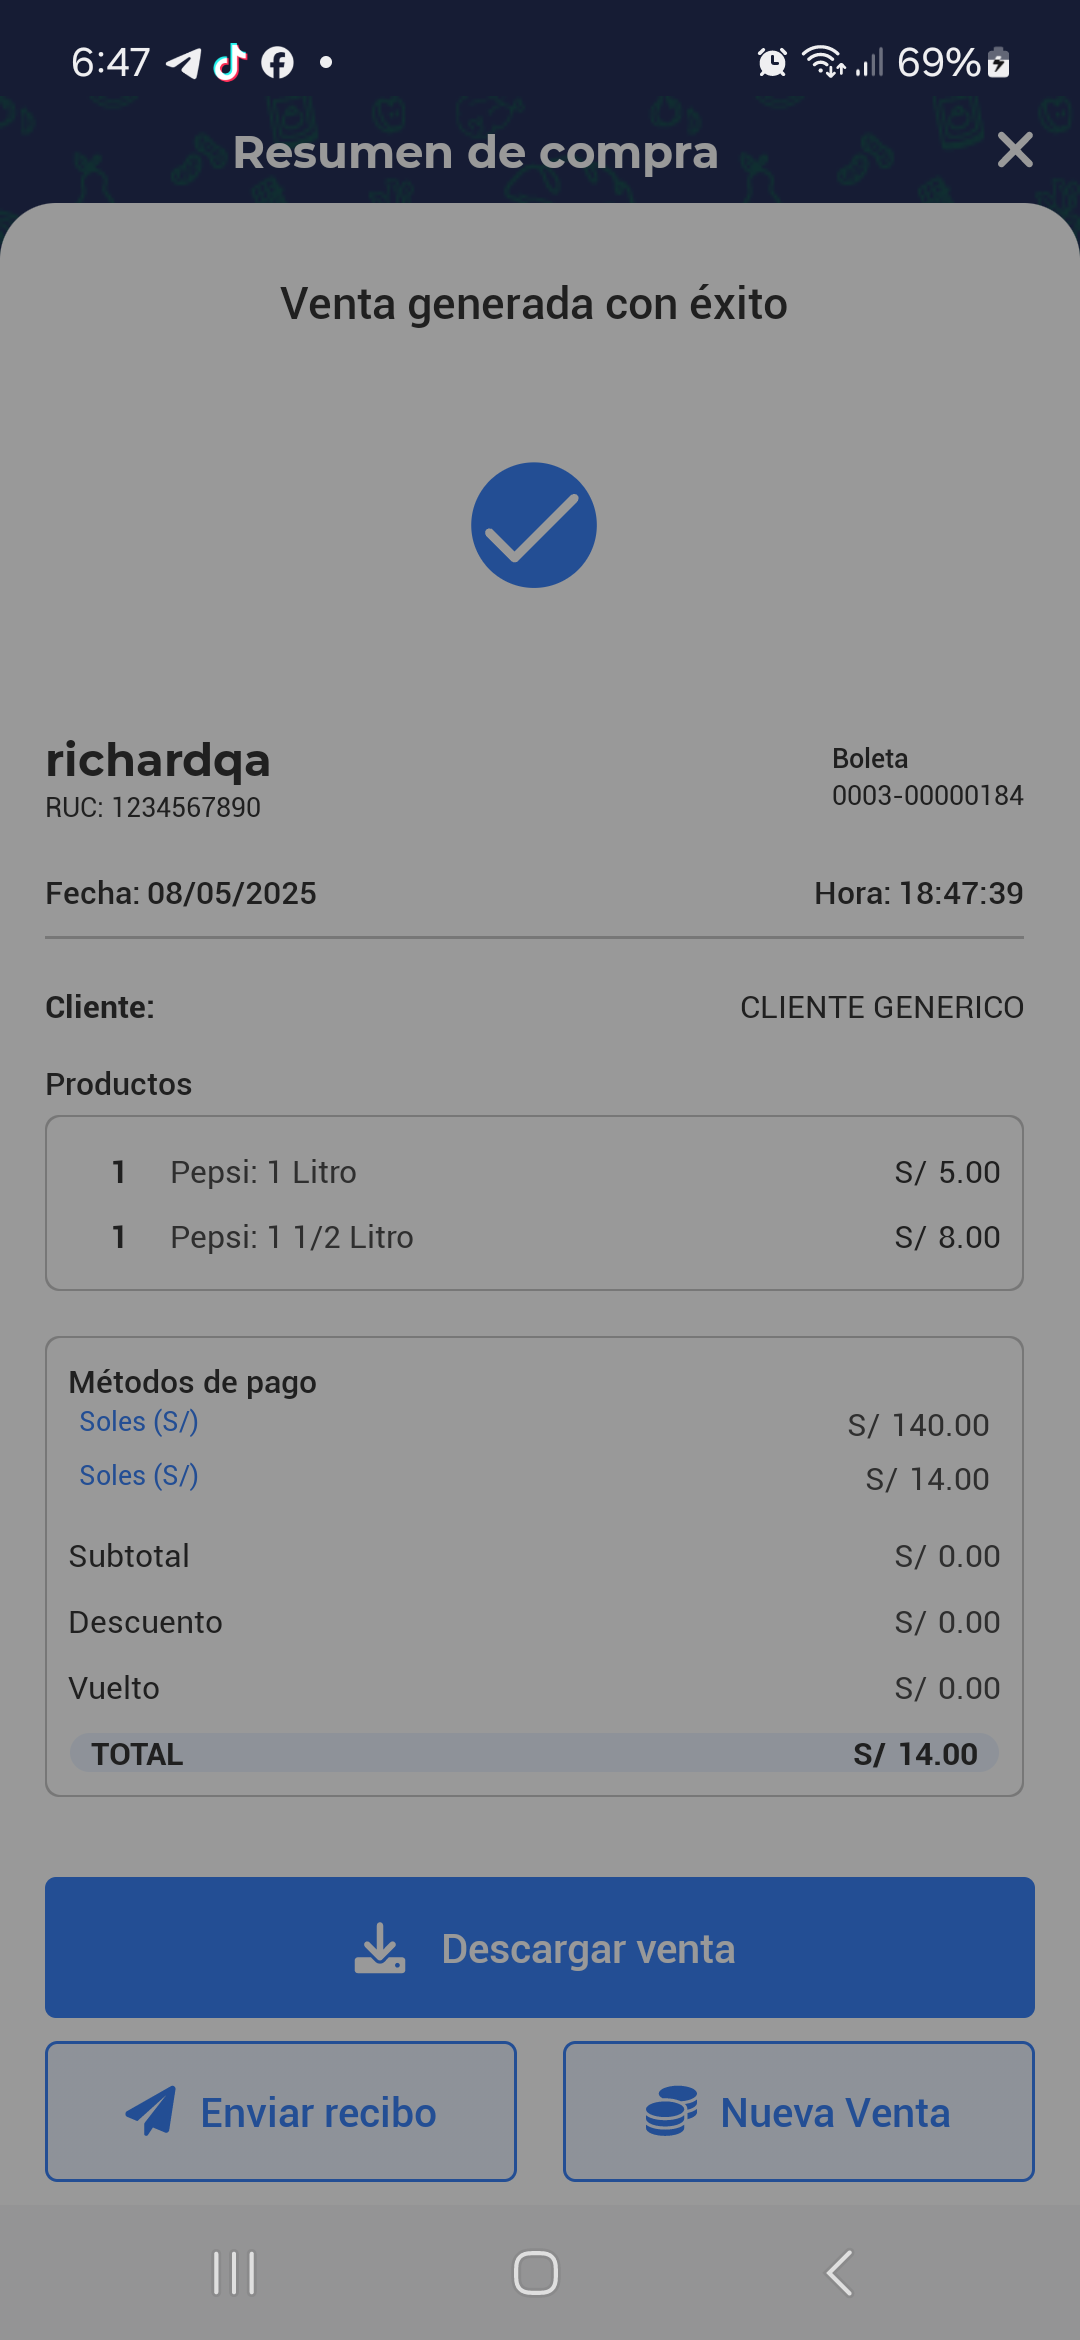 6:47 69%
Resumen de compra
Venta generada con éxito
richardqa
RUC: 1234567890
Boleta
0003-00000184
Fecha: 08/05/2025 Hora: 18:47:39
Cliente: CLIENTE GENERICO
Productos
1 Pepsi: 1 Litro S/ 5.00
1 Pepsi: 1 1/2 Litro S/ 8.00
Métodos de pago
Soles (S/) S/ 140.00
Soles (S/) S/ 14.00
Subtotal S/ 0.00
Descuento S/ 0.00
Vuelto S/ 0.00
TOTAL S/ 14.00
Descargar venta
Enviar recibo Nueva Venta